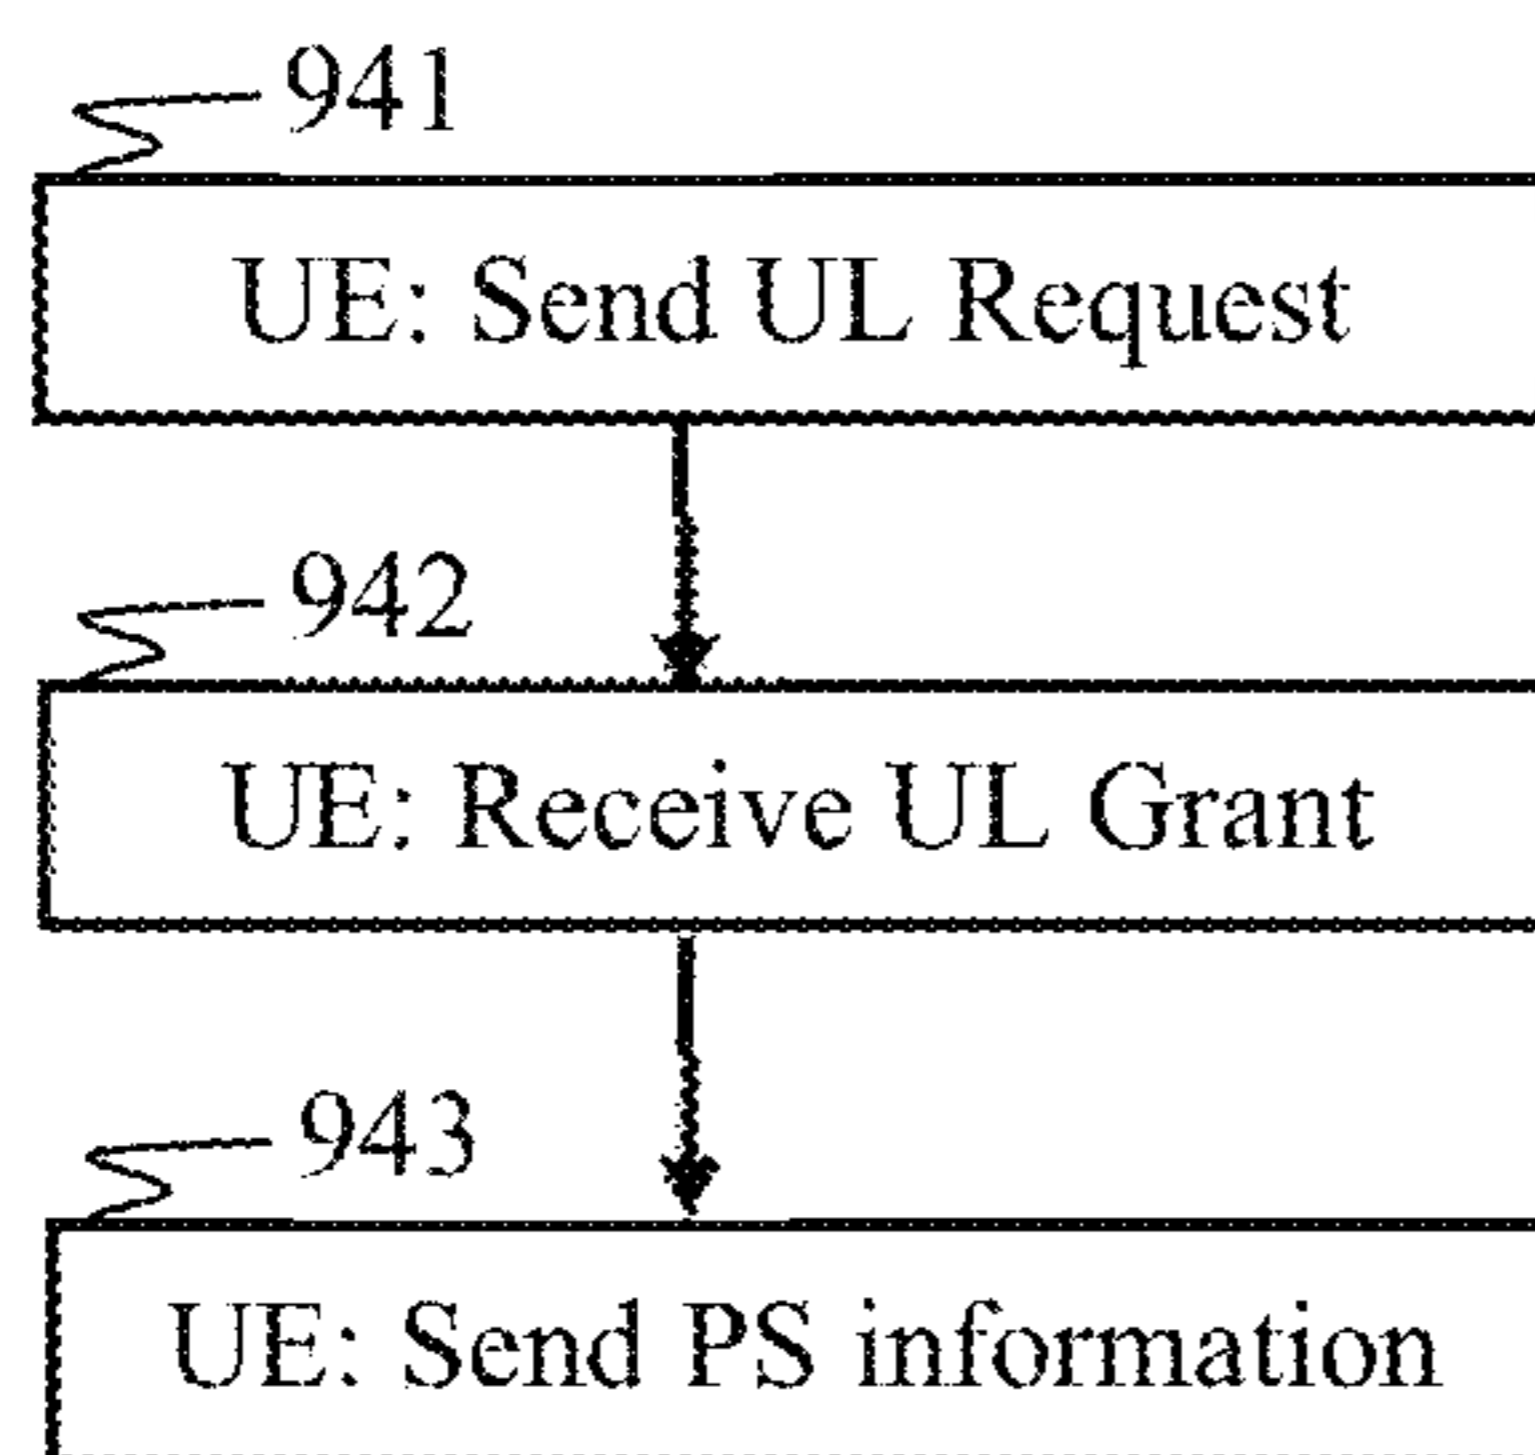 941
UE: Send UL Request
942
UE: Receive UL Grant
943
UE: Send PS information